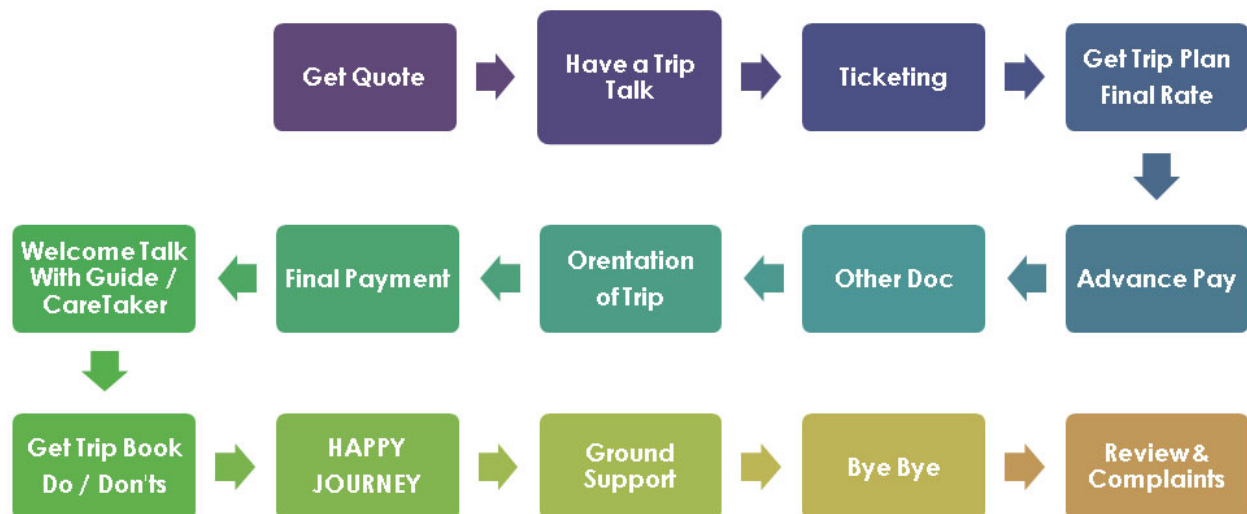 Get Quote
Have a Trip
Talk
Ticketing
Get Trip Plan
Final Rate
Advance Pay
Other Doc
Orentation
of Trip
Final Payment
Welcome Talk
With Guide /
CareTaker
Get Trip Book
Do / Don'ts
HAPPY
JOURNEY
Ground
Support
Bye Bye
Review &
Complaints